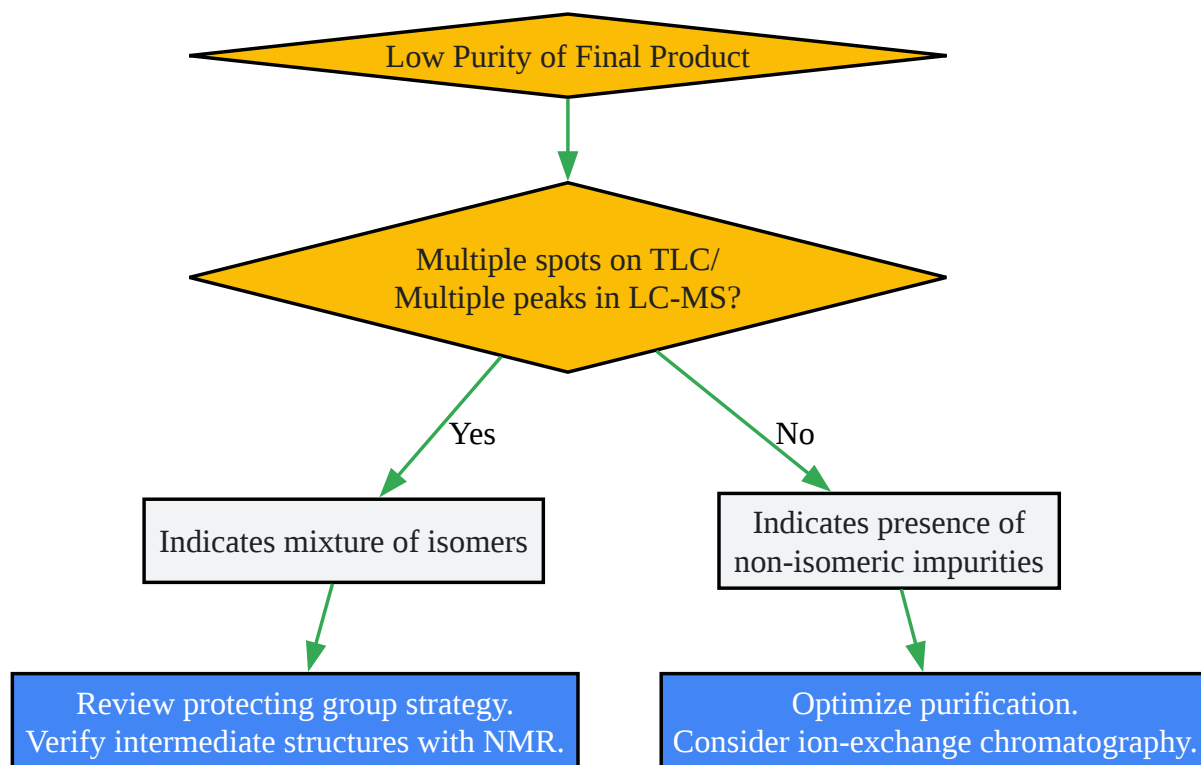 Low Purity of Final Product
Multiple spots on TLC/
Multiple peaks in LC-MS?
Yes
No
Indicates mixture of isomers
Indicates presence of
non-isomeric impurities
Review protecting group strategy.
Verify intermediate structures with NMR.
Optimize purification.
Consider ion-exchange chromatography.